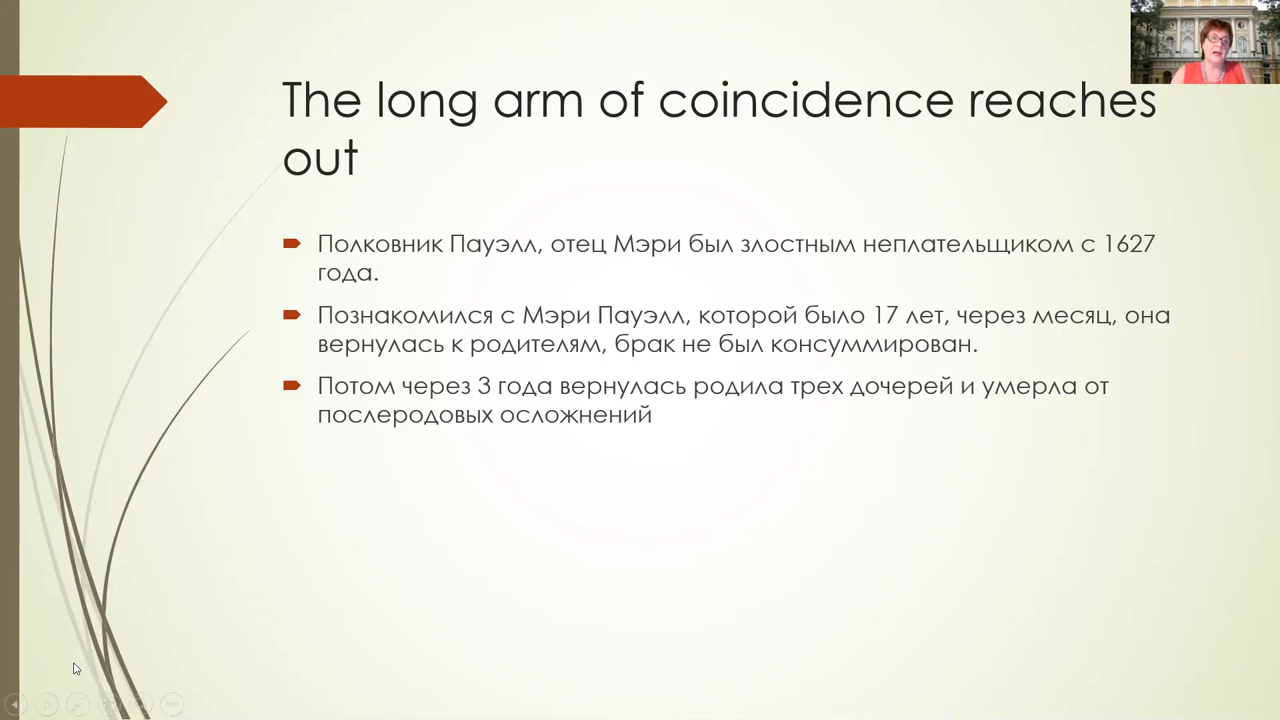 The long arm of coincidence reaches
out
Полковник Пауэлл, отец Мэри был злостным неплательщиком с 1627
года.
Познакомился с Мэри Пауэлл, которой было 17 лет, через месяц, она
вернулась к родителям, брак не был консуммирован.
Потом через 3 года вернулась родила трех дочерей и умерла от
послеродовых осложнений